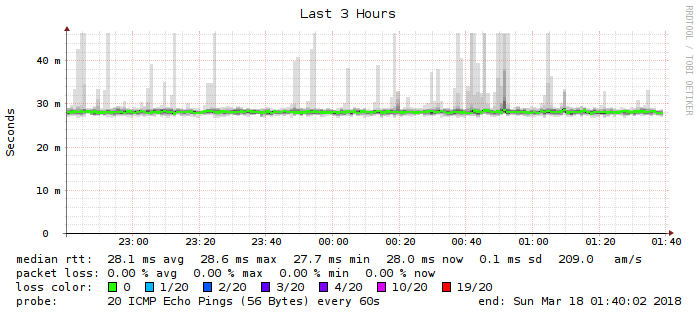 Last 3 Hours
RRDTOOL / TOBI OETIKER
Seconds
40 m
30 m
20 m
10 m
0
23:00 23:20 23:40 00:00 00:20 00:40 01:00 01:20 01:40
median rtt: 28.1 ms avg 28.6 ms max 27.7 ms min 28.0 ms now 0.1 ms sd 209.0 am/s
packet loss: 0.00 % avg 0.00 % max 0.00 % min 0.00 % now
loss color: 0 1/20 2/20 3/20 4/20 10/20 19/20
probe: 20 ICMP Echo Pings (56 Bytes) every 60s end: Sun Mar 18 01:40:02 2018